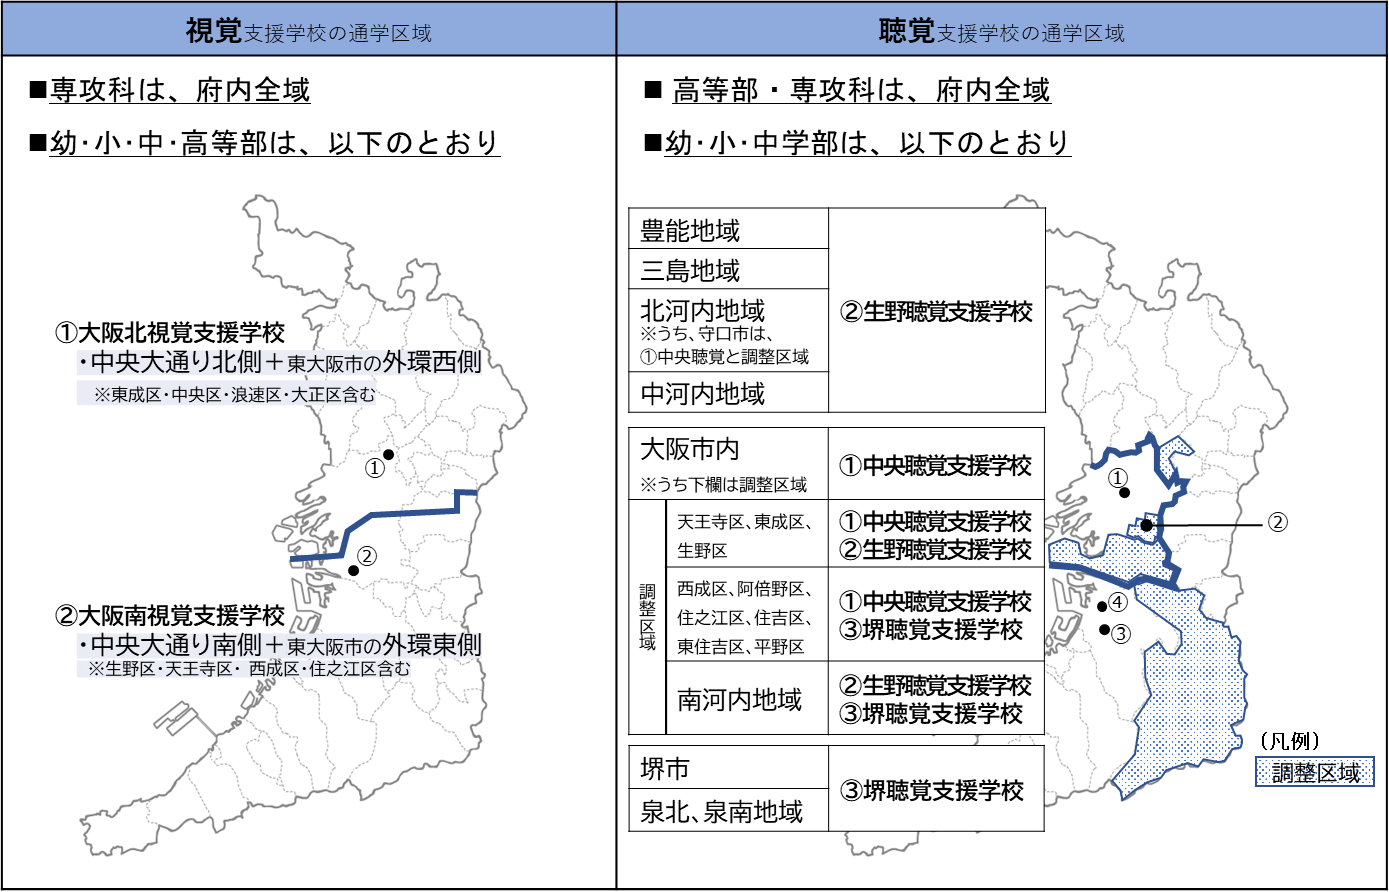 視覚支援学校の通学区域
■専攻科は、府内全域
■幼・小・中・高等部は、以下のとおり
①大阪北視覚支援学校
・中央大通り北側＋東大阪市の外環西側
※東成区・中央区・浪速区・大正区含む
①
②
②大阪南視覚支援学校
・中央大通り南側＋東大阪市の外環東側
※生野区・天王寺区・ 西成区・住之江区含む
聴覚支援学校の通学区域
■ 高等部・専攻科は、府内全域
■幼・小・中学部は、以下のとおり
豊能地域
三島地域
北河内地域
※うち、守口市は、
①中央聴覚と調整区域
中河内地域
②生野聴覚支援学校
大阪市内
※うち下欄は調整区域
①中央聴覚支援学校
調整区域
天王寺区、東成区、
生野区
①中央聴覚支援学校
②生野聴覚支援学校
西成区、阿倍野区、
住之江区、住吉区、
東住吉区、平野区
①中央聴覚支援学校
③堺聴覚支援学校
南河内地域
②生野聴覚支援学校
③堺聴覚支援学校
堺市
泉北、泉南地域
③堺聴覚支援学校
①
②
④
③
（凡例）
調整区域